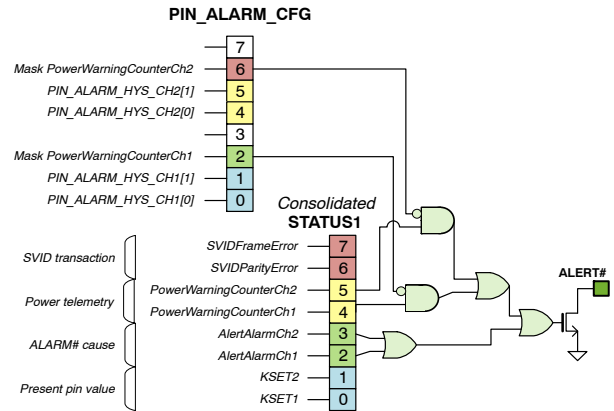 PIN_ALARM_CFG
7
Mask PowerWarningCounterCh2 6
PIN_ALARM_HYS_CH2[1] 5
PIN_ALARM_HYS_CH2[0] 4
3
Mask PowerWarningCounterCh1 2
PIN_ALARM_HYS_CH1[1] 1
PIN_ALARM_HYS_CH1[0] 0
Consolidated
STATUS1
SVID transaction
Power telemetry
ALARM# cause
Present pin value
SVIDFrameError 7
SVIDParityError 6
PowerWarningCounterCh2 5
PowerWarningCounterCh1 4
AlertAlarmCh2 3
AlertAlarmCh1 2
KSET2 1
KSET1 0
ALERT#